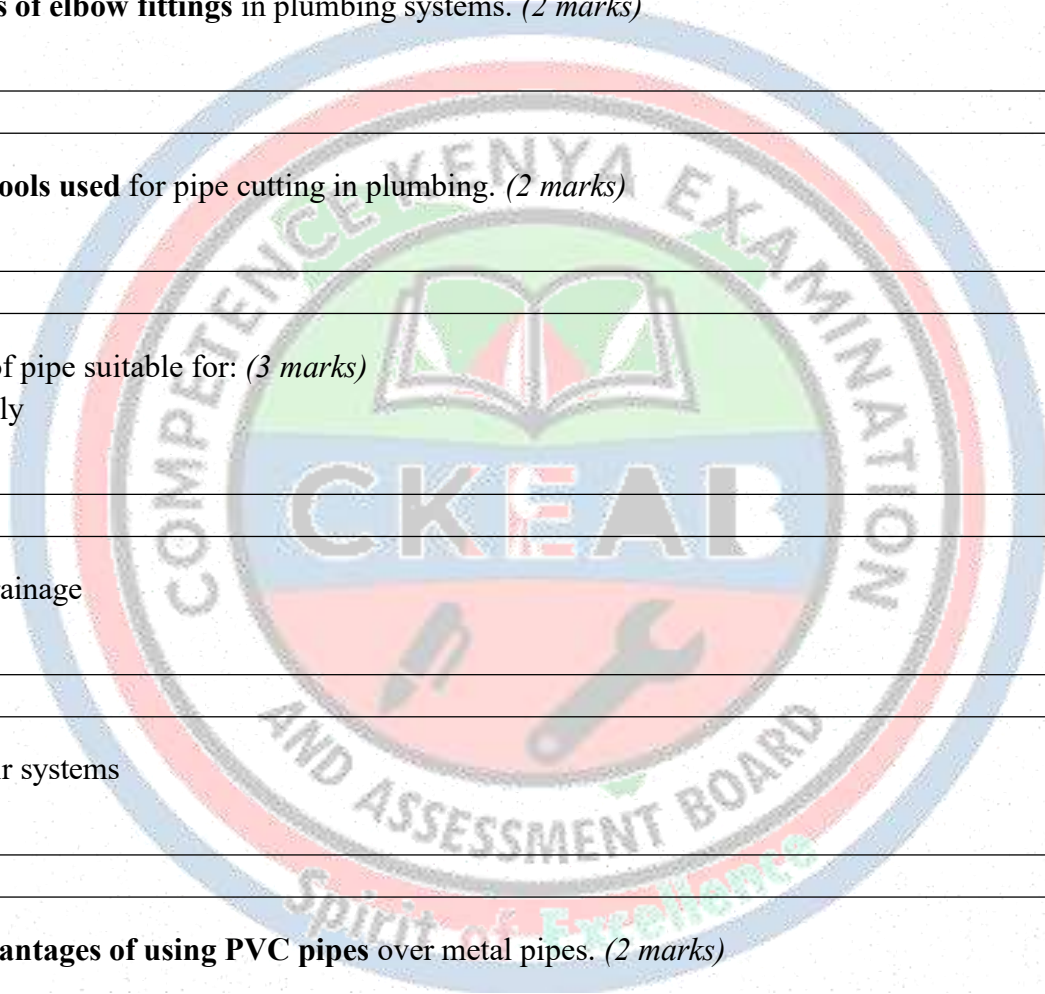 s of elbow fittings in plumbing systems. (2 marks)
ools used for pipe cutting in plumbing. (2 marks)
of pipe suitable for: (3 marks)
ly
rainage
r systems
antages of using PVC pipes over metal pipes. (2 marks)
COMPETENCE KENYA EXAMINATION
CKEAB
AND ASSESSMENT BOARD
Spirit of Excellence